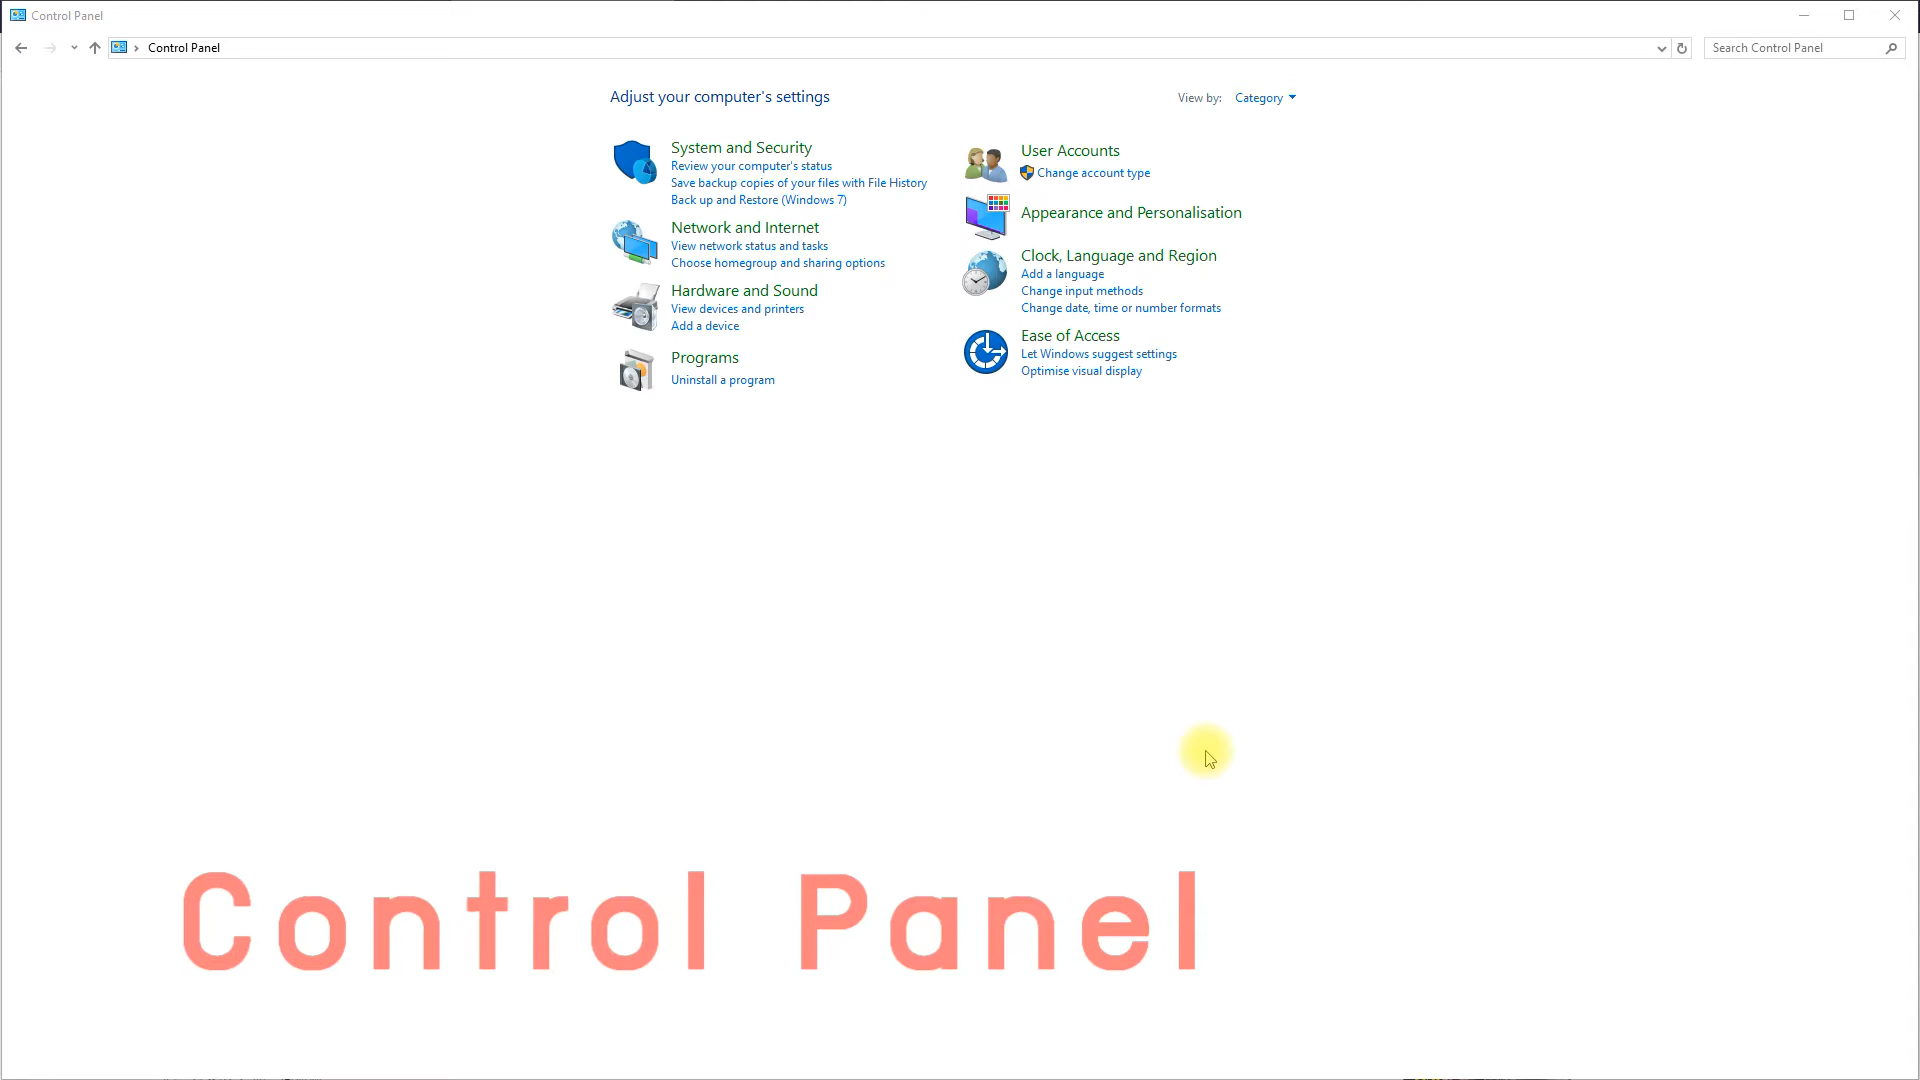 Control Panel
Control Panel
Search Control Panel
Adjust your computer's settings
View by: Category
System and Security
Review your computer's status
Save backup copies of your files with File History
Back up and Restore (Windows 7)
Network and Internet
View network status and tasks
Choose homegroup and sharing options
Hardware and Sound
View devices and printers
Add a device
Programs
Uninstall a program
User Accounts
Change account type
Appearance and Personalisation
Clock, Language and Region
Add a language
Change input methods
Change date, time or number formats
Ease of Access
Let Windows suggest settings
Optimise visual display
Control Panel